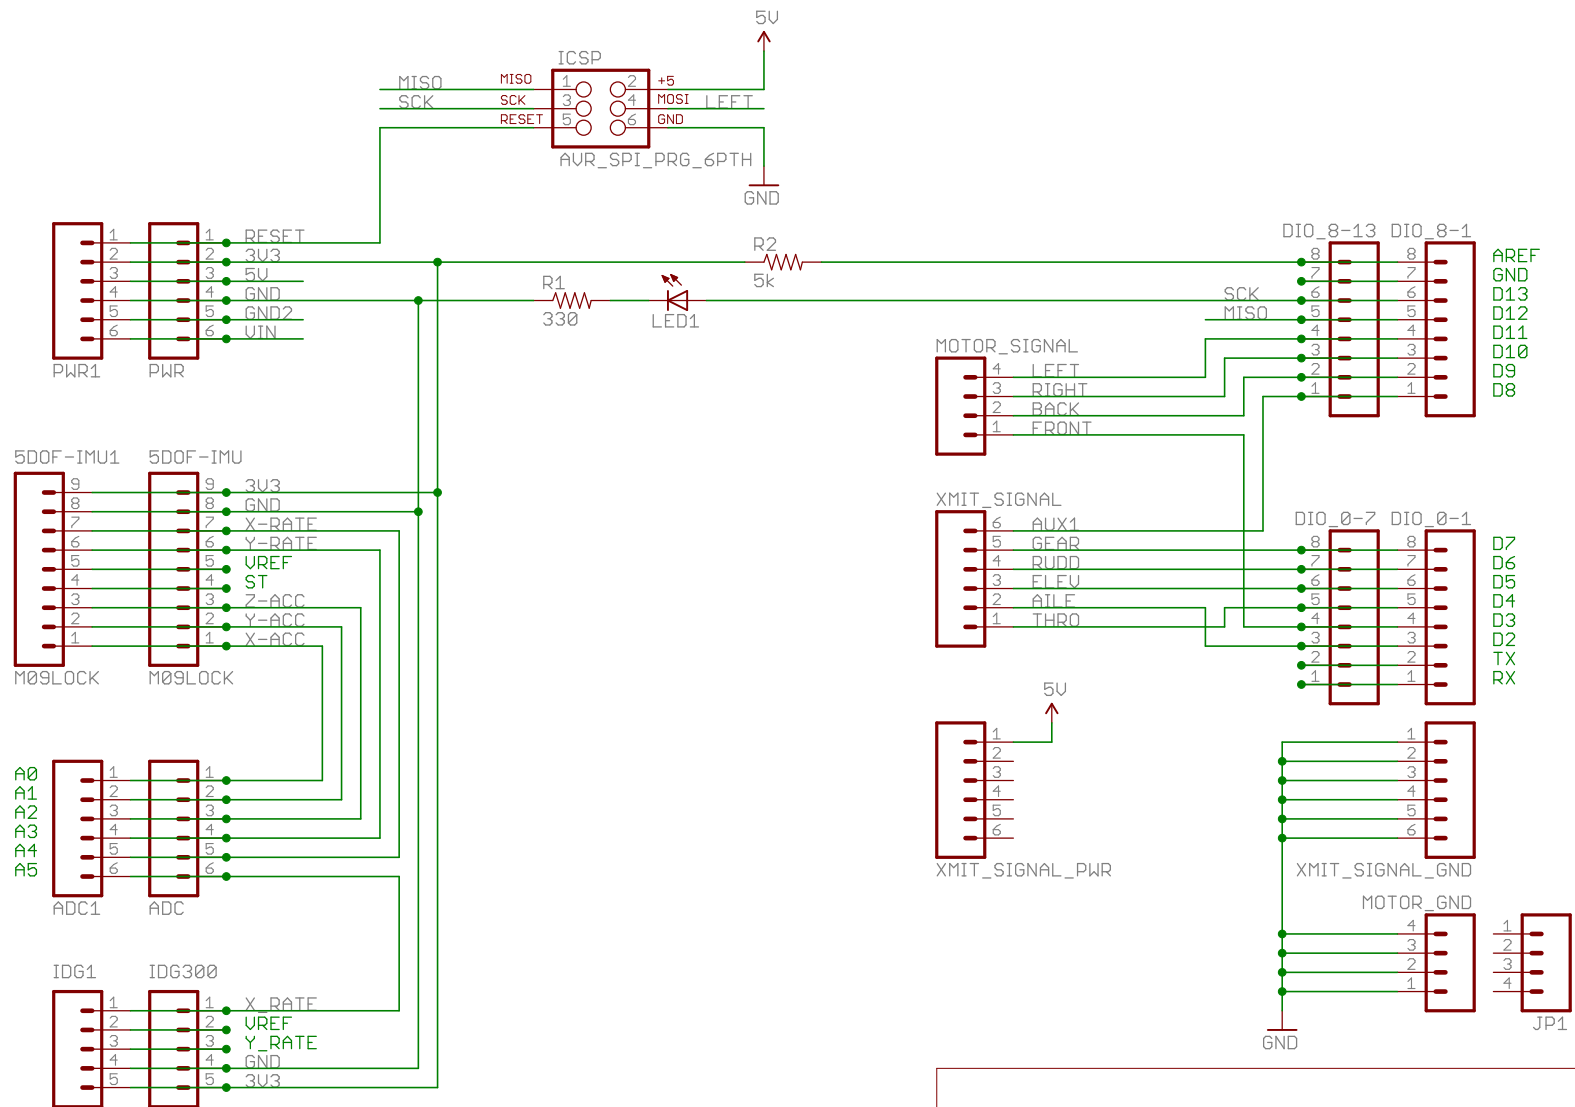 5V
ICSP
MISO MISO 1 2 +5
SCK SCK 3 4 MOSI LEFT
RESET 5 6 GND
AVR_SPI_PRG_6PTH
GND
1 1 RESET
2 2 3V3
3 3 5V
4 4 GND
5 5 GND2
6 6 VIN
PWR1 PWR
R2
5k
R1
330
LED1
DIO_8-13 DIO_8-1
8 8 AREF
7 7 GND
SCK 6 6 D13
MISO 5 5 D12
4 4 D11
3 3 D10
2 2 D9
1 1 D8
MOTOR_SIGNAL
4 LEFT
3 RIGHT
2 BACK
1 FRONT
5DOF-IMU1 5DOF-IMU
9 9 3V3
8 8 GND
7 7 X-RATE
6 6 Y-RATE
5 5 VREF
4 4 ST
3 3 Z-ACC
2 2 Y-ACC
1 1 X-ACC
M09LOCK M09LOCK
XMIT_SIGNAL
6 AUX1
5 GEAR
4 RUDD
3 ELEV
2 AILE
1 THRO
DIO_0-7 DIO_0-1
8 8 D7
7 7 D6
6 6 D5
5 5 D4
4 4 D3
3 3 D2
2 2 TX
1 1 RX
5V
1
2
3
4
5
6
XMIT_SIGNAL_PWR
1
2
3
4
5
6
XMIT_SIGNAL_GND
A0 1 1
A1 2 2
A2 3 3
A3 4 4
A4 5 5
A5 6 6
ADC1 ADC
MOTOR_GND
4 1
3 2
2 3
1 4
JP1
GND
IDG1 IDG300
1 1 X_RATE
2 2 VREF
3 3 Y_RATE
4 4 GND
5 5 3V3